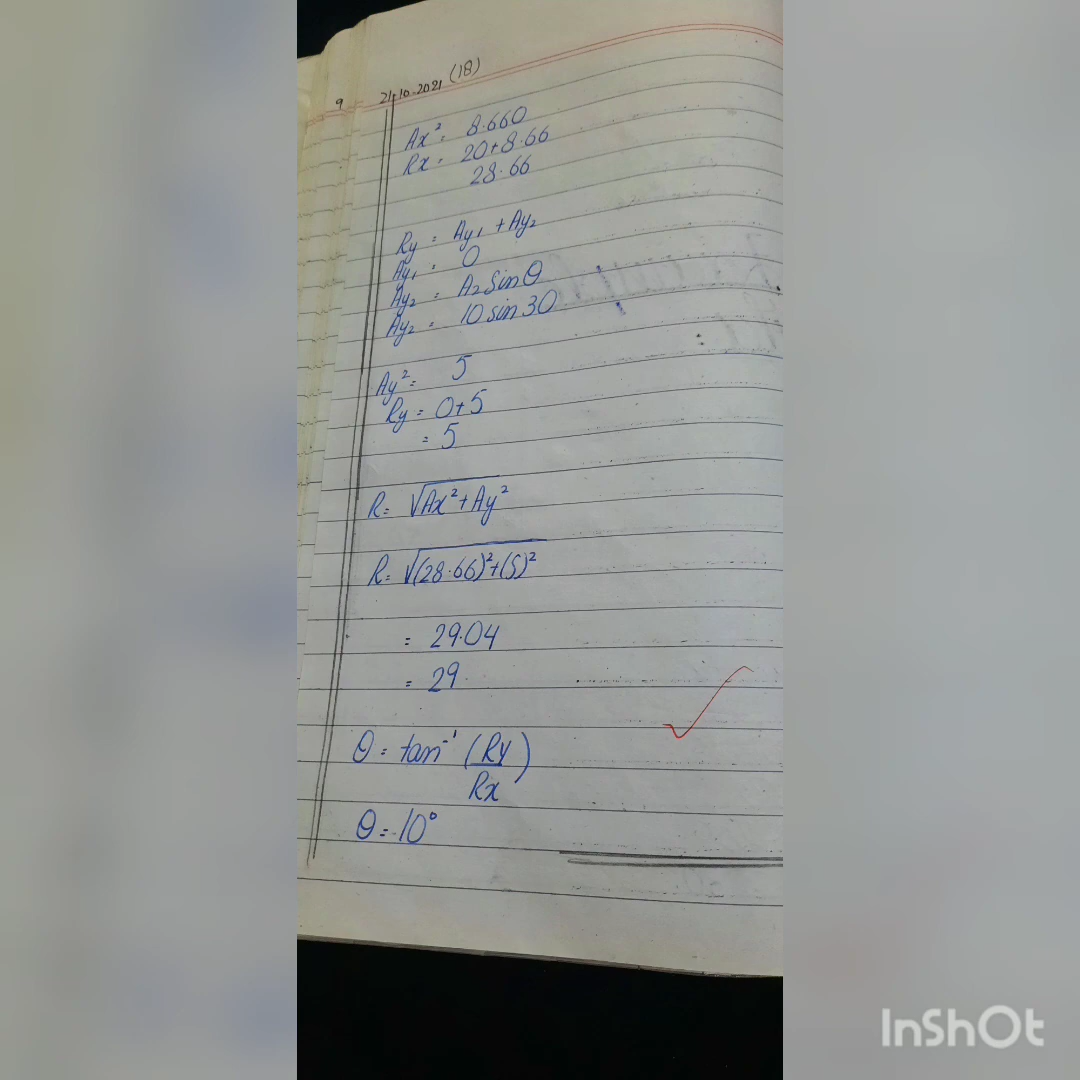 (18)
9 21-10-2021
Ax² = 8.660
Rx = 20+8.66
28.66
Ry = Ay₁ + Ay₂
Ay₁ = 0
Ay₂ = A₂ Sinθ
Ay₂ = 10 sin 30
Ay² = 5
Ry = 0+5
= 5
R = √Ax²+Ay²
R = √(28.66)²+(5)²
= 29.04
= 29.
θ = tan⁻¹ (Ry/Rx)
θ = 10°
InShOt